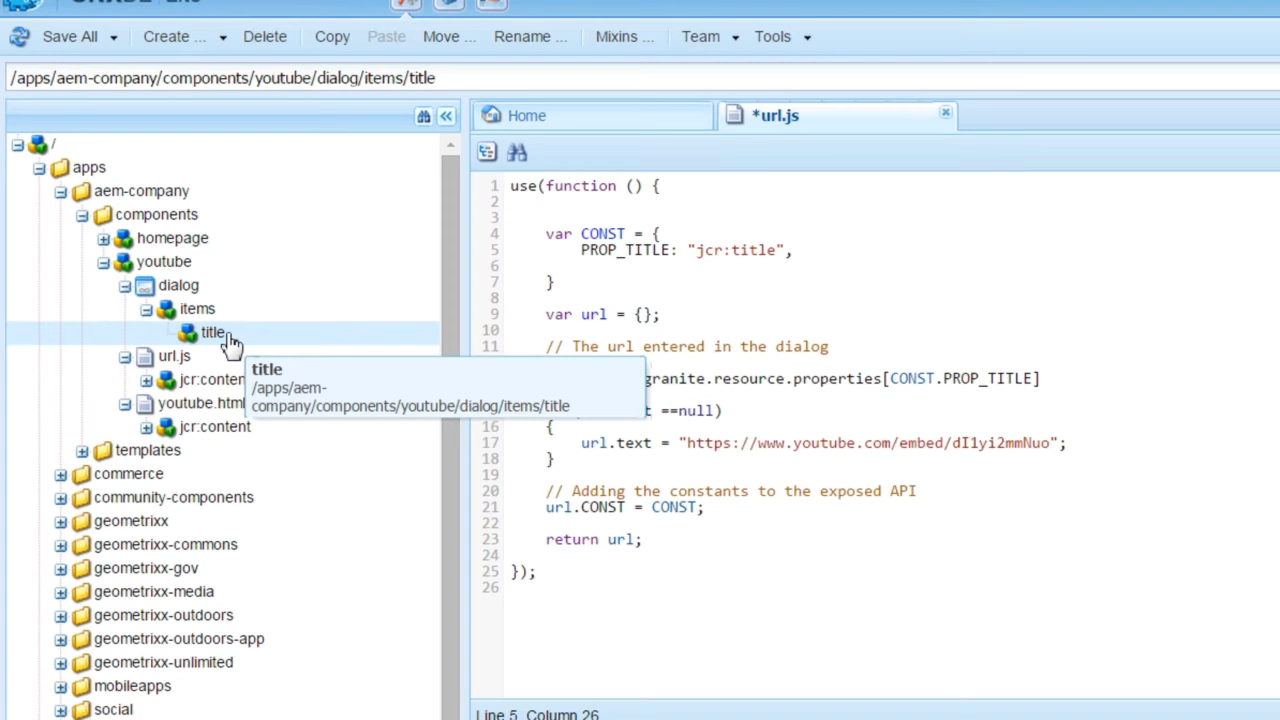 Save All Create ... Delete Copy Paste Move ... Rename ... Mixins ... Team Tools
/apps/aem-company/components/youtube/dialog/items/title
/
apps
aem-company
components
homepage
youtube
dialog
items
title
url.js
jcr:conten
youtube.html
jcr:content
templates
commerce
community-components
geometrixx
geometrixx-commons
geometrixx-gov
geometrixx-media
geometrixx-outdoors
geometrixx-outdoors-app
geometrixx-unlimited
mobileapps
social
title
/apps/aem-
company/components/youtube/dialog/items/title
Home
*url.js
1 use(function () {
2
3
4 var CONST = {
5 PROP_TITLE: "jcr:title",
6
7 }
8
9 var url = {};
10
11 // The url entered in the dialog
granite.resource.properties[CONST.PROP_TITLE]
t ==null)
16 {
17 url.text = "https://www.youtube.com/embed/dI1yi2mmNuo";
18 }
19
20 // Adding the constants to the exposed API
21 url.CONST = CONST;
22
23 return url;
24
25 });
26
Line 5, Column 26